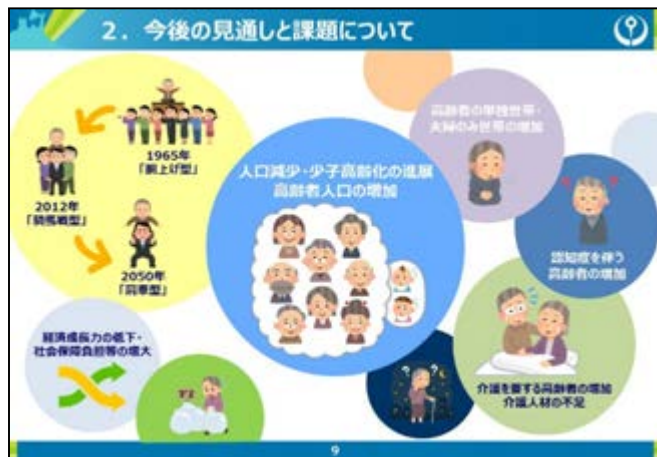 2．今後の見通しと課題について
1965年
「胴上げ型」
2012年
「騎馬戦型」
2050年
「肩車型」
人口減少・少子高齢化の進展
高齢者人口の増加
高齢者の単独世帯・
夫婦のみ世帯の増加
認知症を伴う
高齢者の増加
経済成長力の低下・
社会保障負担等の増大
介護を要する高齢者の増加
介護人材の不足
9